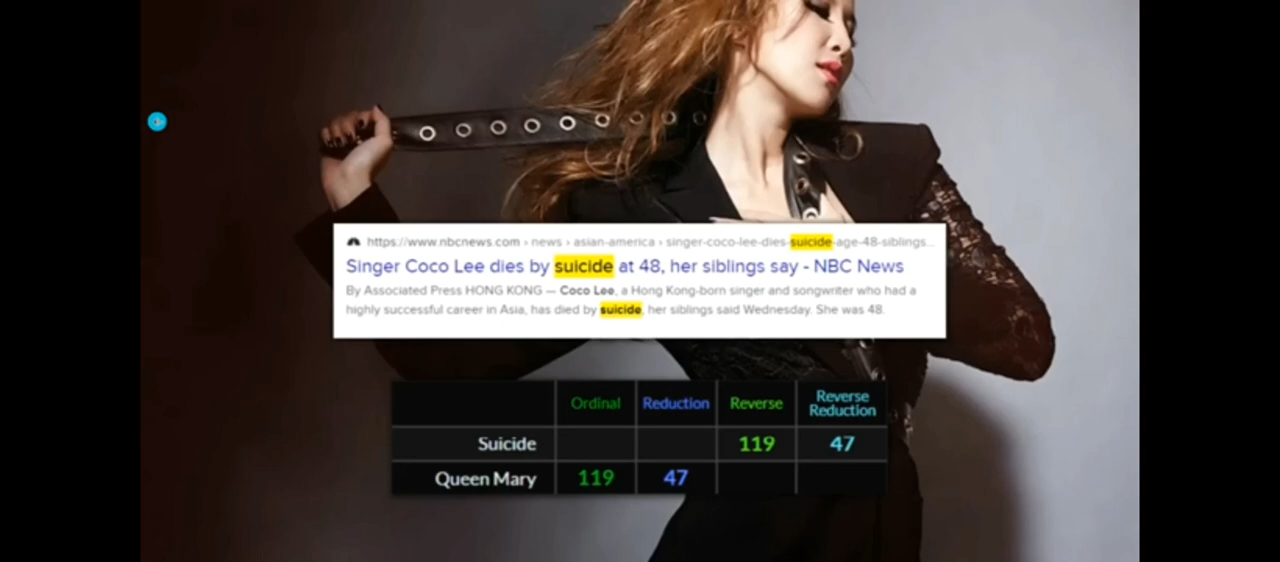 https://www.nbcnews.com › news › asian-america › singer-coco-lee-dies-suicide-age-48-siblings...
Singer Coco Lee dies by suicide at 48, her siblings say - NBC News
By Associated Press HONG KONG — Coco Lee, a Hong Kong-born singer and songwriter who had a
highly successful career in Asia, has died by suicide, her siblings said Wednesday. She was 48.
Ordinal Reduction Reverse Reverse
Reduction
Suicide 119 47
Queen Mary 119 47